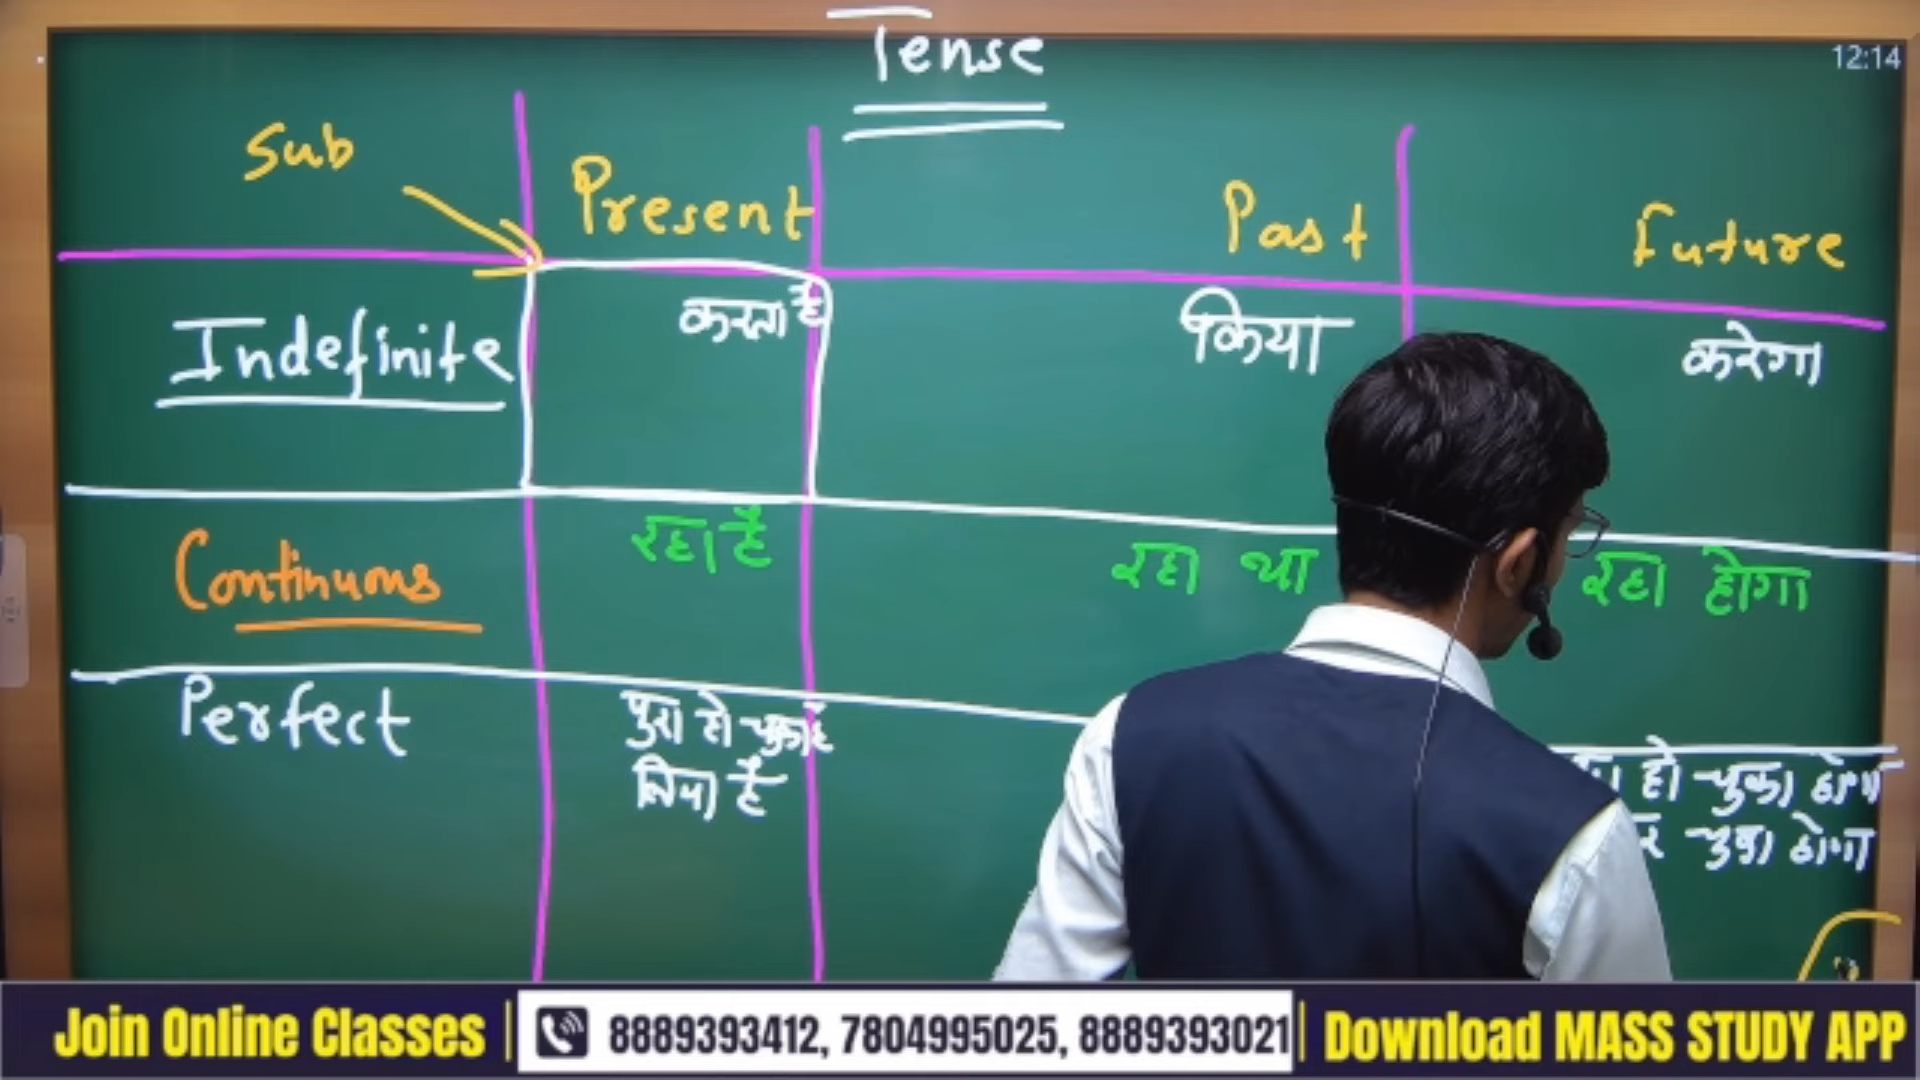 Tense
12:14
Sub Present Past Future
Indefinite करता है किया करेगा
Continuous रहा है रहा था रहा होगा
Perfect पुरा हो चुका है हो चुका होगा
लिया है चुका होगा
Join Online Classes 8889393412, 7804995025, 8889393021 Download MASS STUDY APP